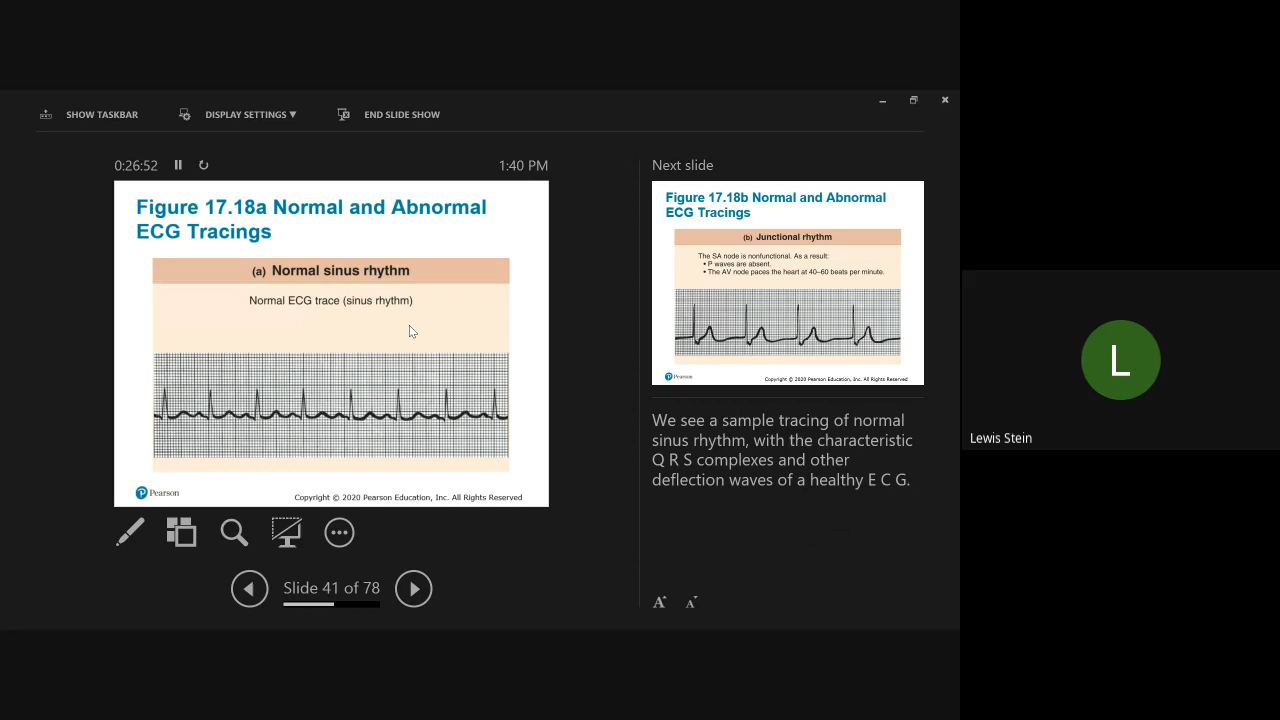 SHOW TASKBAR
DISPLAY SETTINGS ▼
END SLIDE SHOW
0:26:52
1:40 PM
Figure 17.18a Normal and Abnormal
ECG Tracings
(a) Normal sinus rhythm
Normal ECG trace (sinus rhythm)
P Pearson
Copyright © 2020 Pearson Education, Inc. All Rights Reserved
Slide 41 of 78
Next slide
Figure 17.18b Normal and Abnormal
ECG Tracings
(b) Junctional rhythm
The SA node is nonfunctional. As a result:
• P waves are absent.
• The AV node paces the heart at 40–60 beats per minute.
P Pearson
Copyright © 2020 Pearson Education, Inc. All Rights Reserved
We see a sample tracing of normal
sinus rhythm, with the characteristic
Q R S complexes and other
deflection waves of a healthy E C G.
A A
L
Lewis Stein